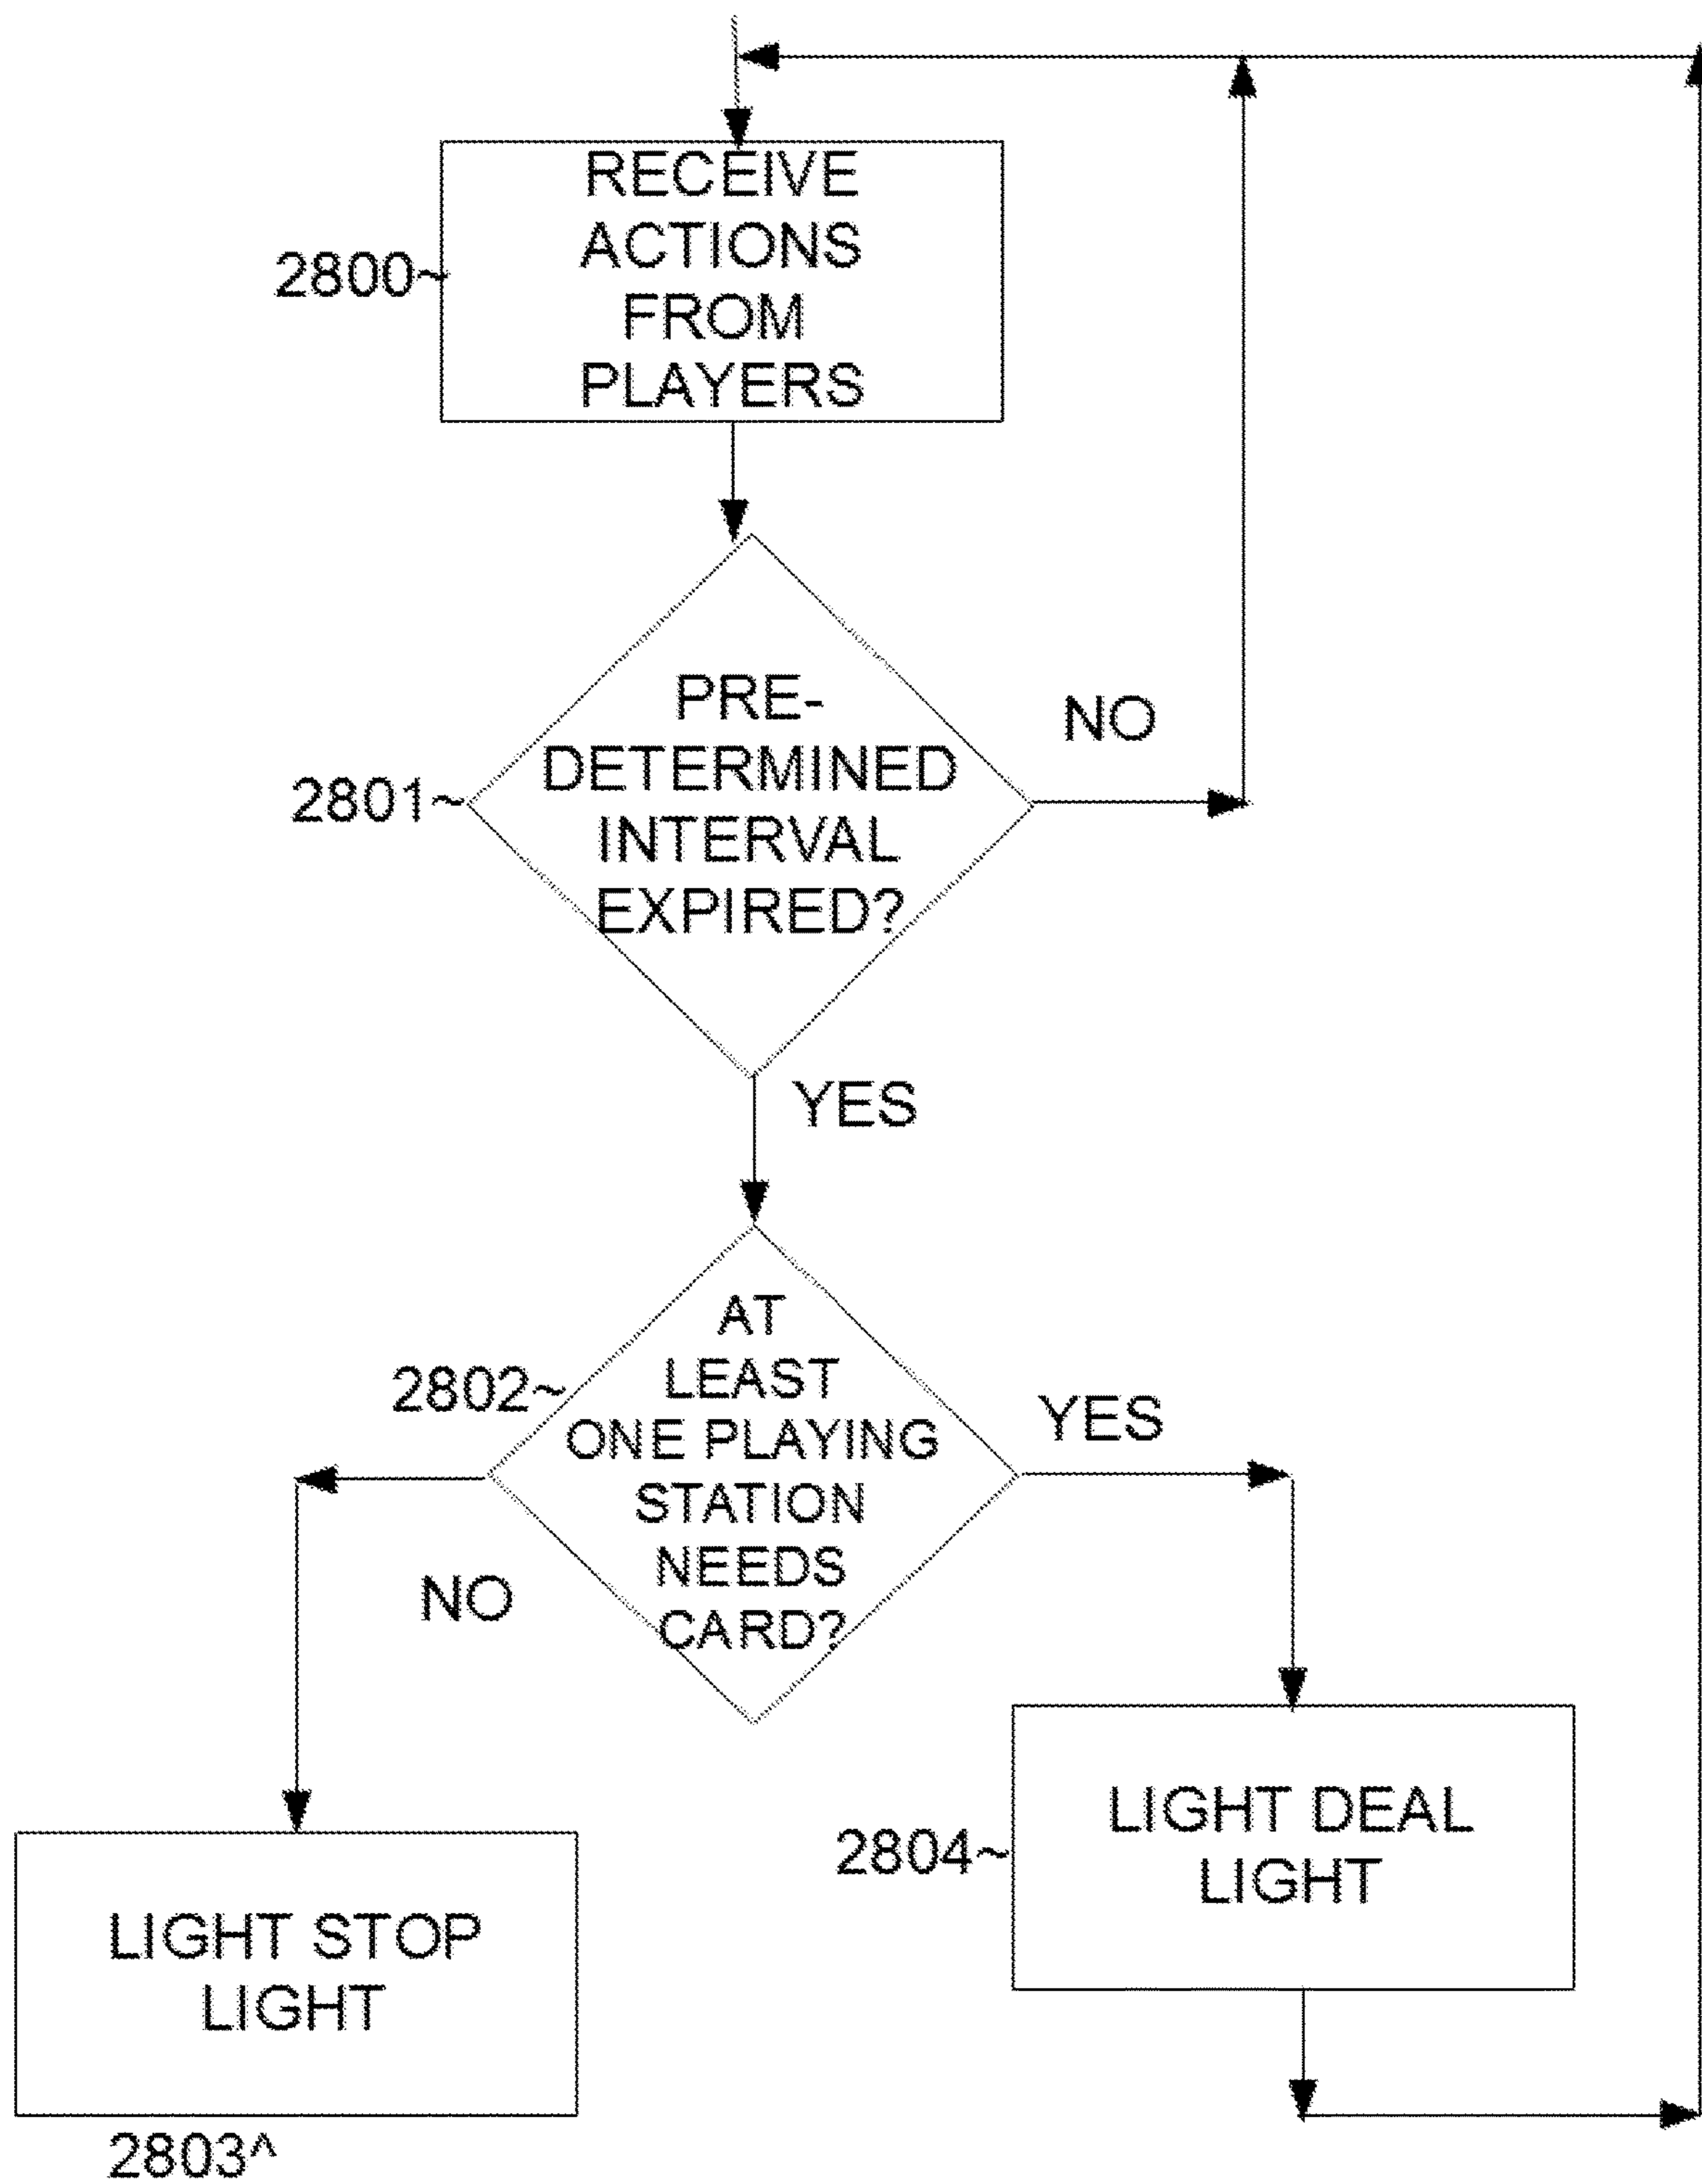 RECEIVE
ACTIONS
2800~
FROM
PLAYERS
PRE-
NO
DETERMINED
2801~
INTERVAL
EXPIRED?
YES
AT
LEAST
2802~
YES
ONE PLAYING
STATION
NEEDS
NO
CARD?
LIGHT DEAL
2804~
LIGHT
LIGHT STOP
LIGHT
2803^